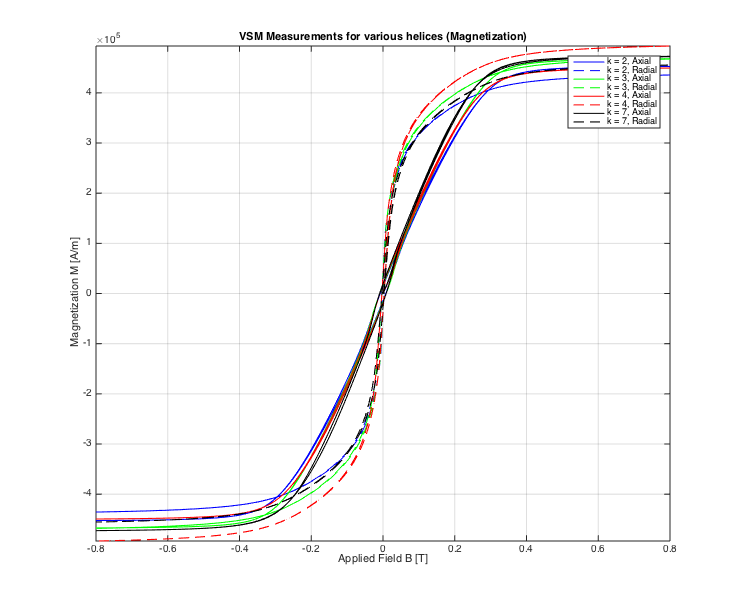 VSM Measurements for various helices (Magnetization)
×10⁵
k = 2, Axial
k = 2, Radial
k = 3, Axial
k = 3, Radial
k = 4, Axial
k = 4, Radial
k = 7, Axial
k = 7, Radial
4
3
2
1
0
-1
-2
-3
-4
Magnetization M [A/m]
-0.8 -0.6 -0.4 -0.2 0 0.2 0.4 0.6 0.8
Applied Field B [T]